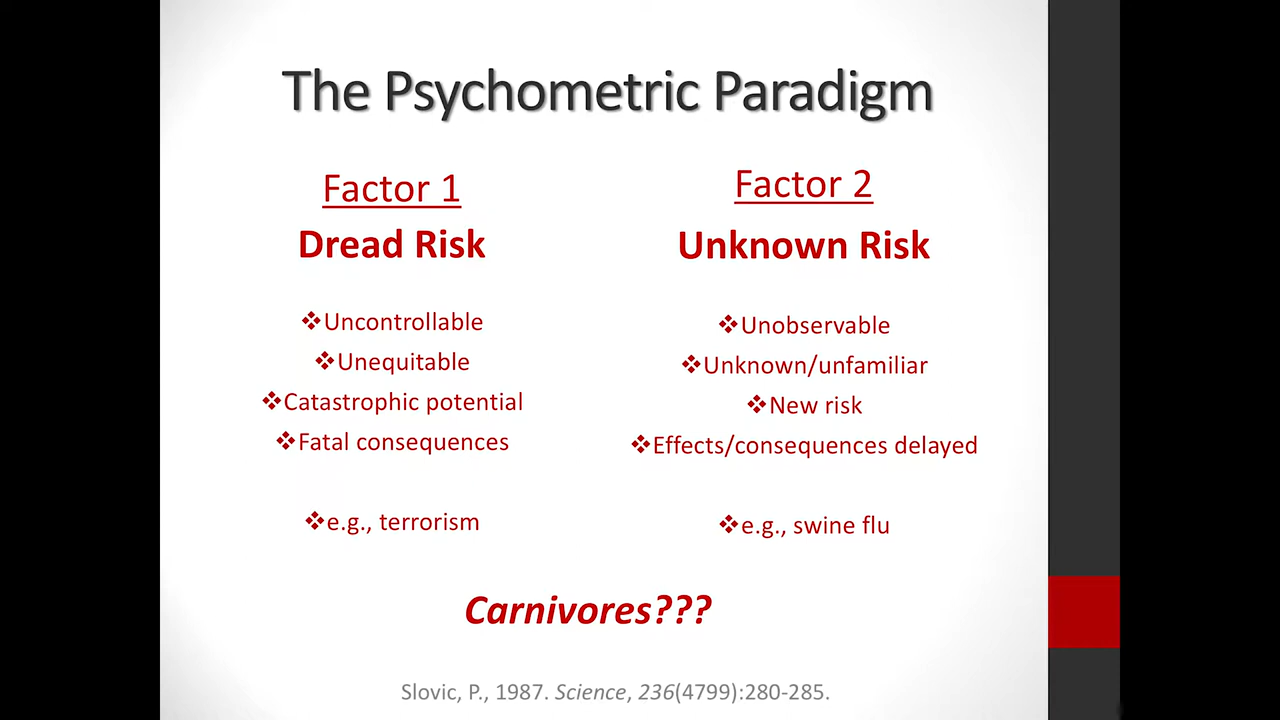 The Psychometric Paradigm
Factor 1
Dread Risk
❖Uncontrollable
❖Unequitable
❖Catastrophic potential
❖Fatal consequences
❖e.g., terrorism
Factor 2
Unknown Risk
❖Unobservable
❖Unknown/unfamiliar
❖New risk
❖Effects/consequences delayed
❖e.g., swine flu
Carnivores???
Slovic, P., 1987. Science, 236(4799):280-285.